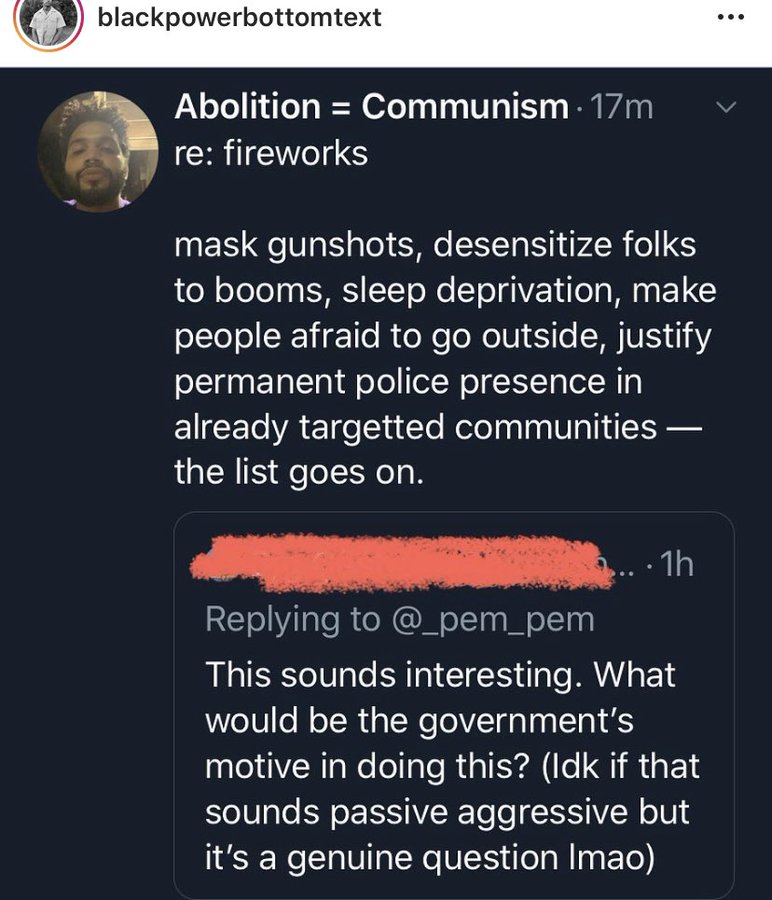 blackpowerbottomtext
Abolition = Communism · 17m
re: fireworks
mask gunshots, desensitize folks
to booms, sleep deprivation, make
people afraid to go outside, justify
permanent police presence in
already targetted communities —
the list goes on.
... · 1h
Replying to @_pem_pem
This sounds interesting. What
would be the government's
motive in doing this? (Idk if that
sounds passive aggressive but
it's a genuine question lmao)